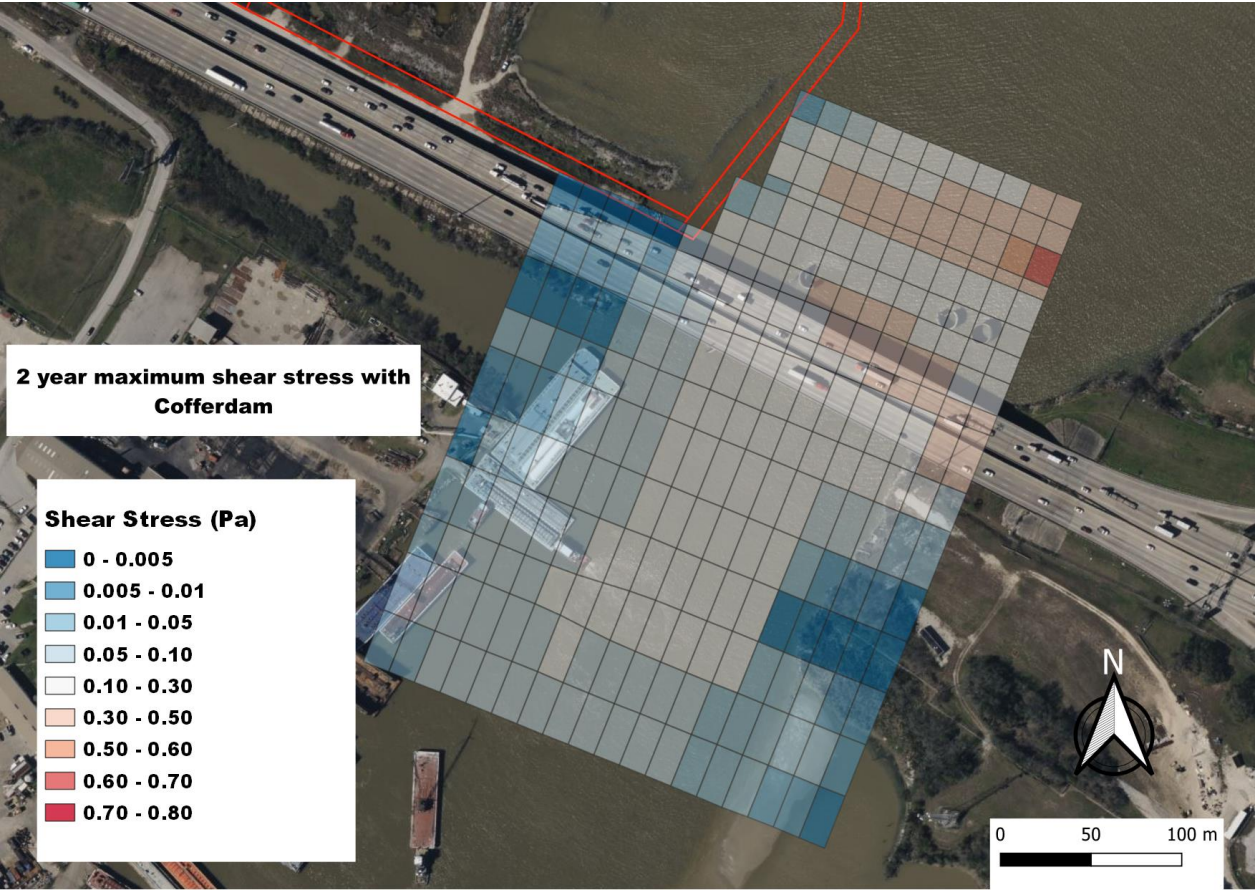 2 year maximum shear stress with
Cofferdam
Shear Stress (Pa)
0 - 0.005
0.005 - 0.01
0.01 - 0.05
0.05 - 0.10
0.10 - 0.30
0.30 - 0.50
0.50 - 0.60
0.60 - 0.70
0.70 - 0.80
N
0 50 100 m